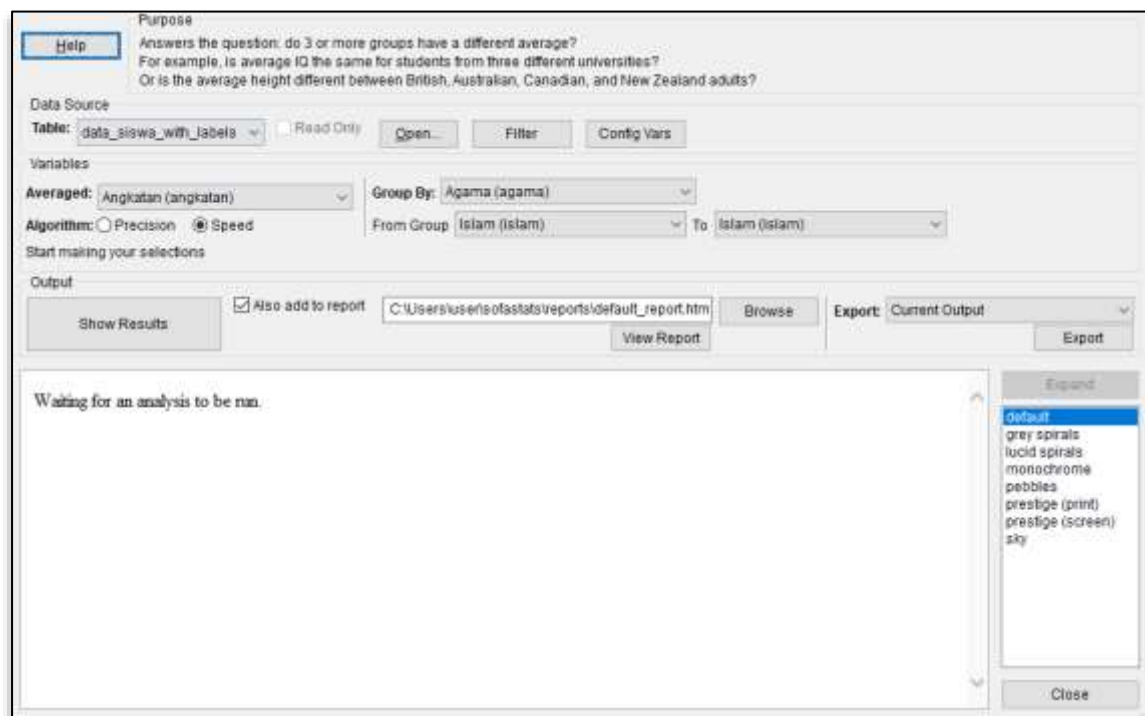 Purpose
Help
Answers the question: do 3 or more groups have a different average?
For example, is average IQ the same for students from three different universities?
Or is the average height different between British, Australian, Canadian, and New Zealand adults?
Data Source
Table: data_siswa_with_labels Read Only Open... Filter Config Vars
Variables
Averaged: Angkatan (angkatan) Group By: Agama (agama)
Algorithm: Precision Speed From Group Islam (islam) To Islam (islam)
Start making your selections
Output
Show Results Also add to report C:\Users\user\sofastats\reports\default_report.htm Browse Export: Current Output
View Report Export
Waiting for an analysis to be run.
Expand
default
grey spirals
lucid spirals
monochrome
pebbles
prestige (print)
prestige (screen)
sky
Close